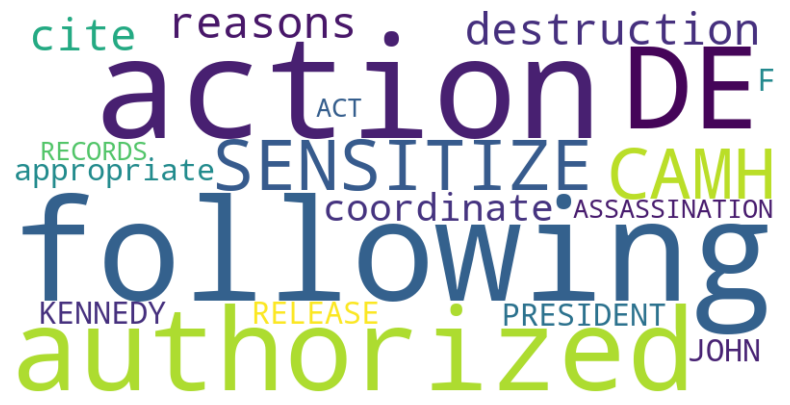 cite reasons destruction
action DE F
ACT
RECORDS SENSITIZE CAMH
appropriate
coordinate ASSASSINATION
following
KENNEDY RELEASE PRESIDENT
authorized JOHN